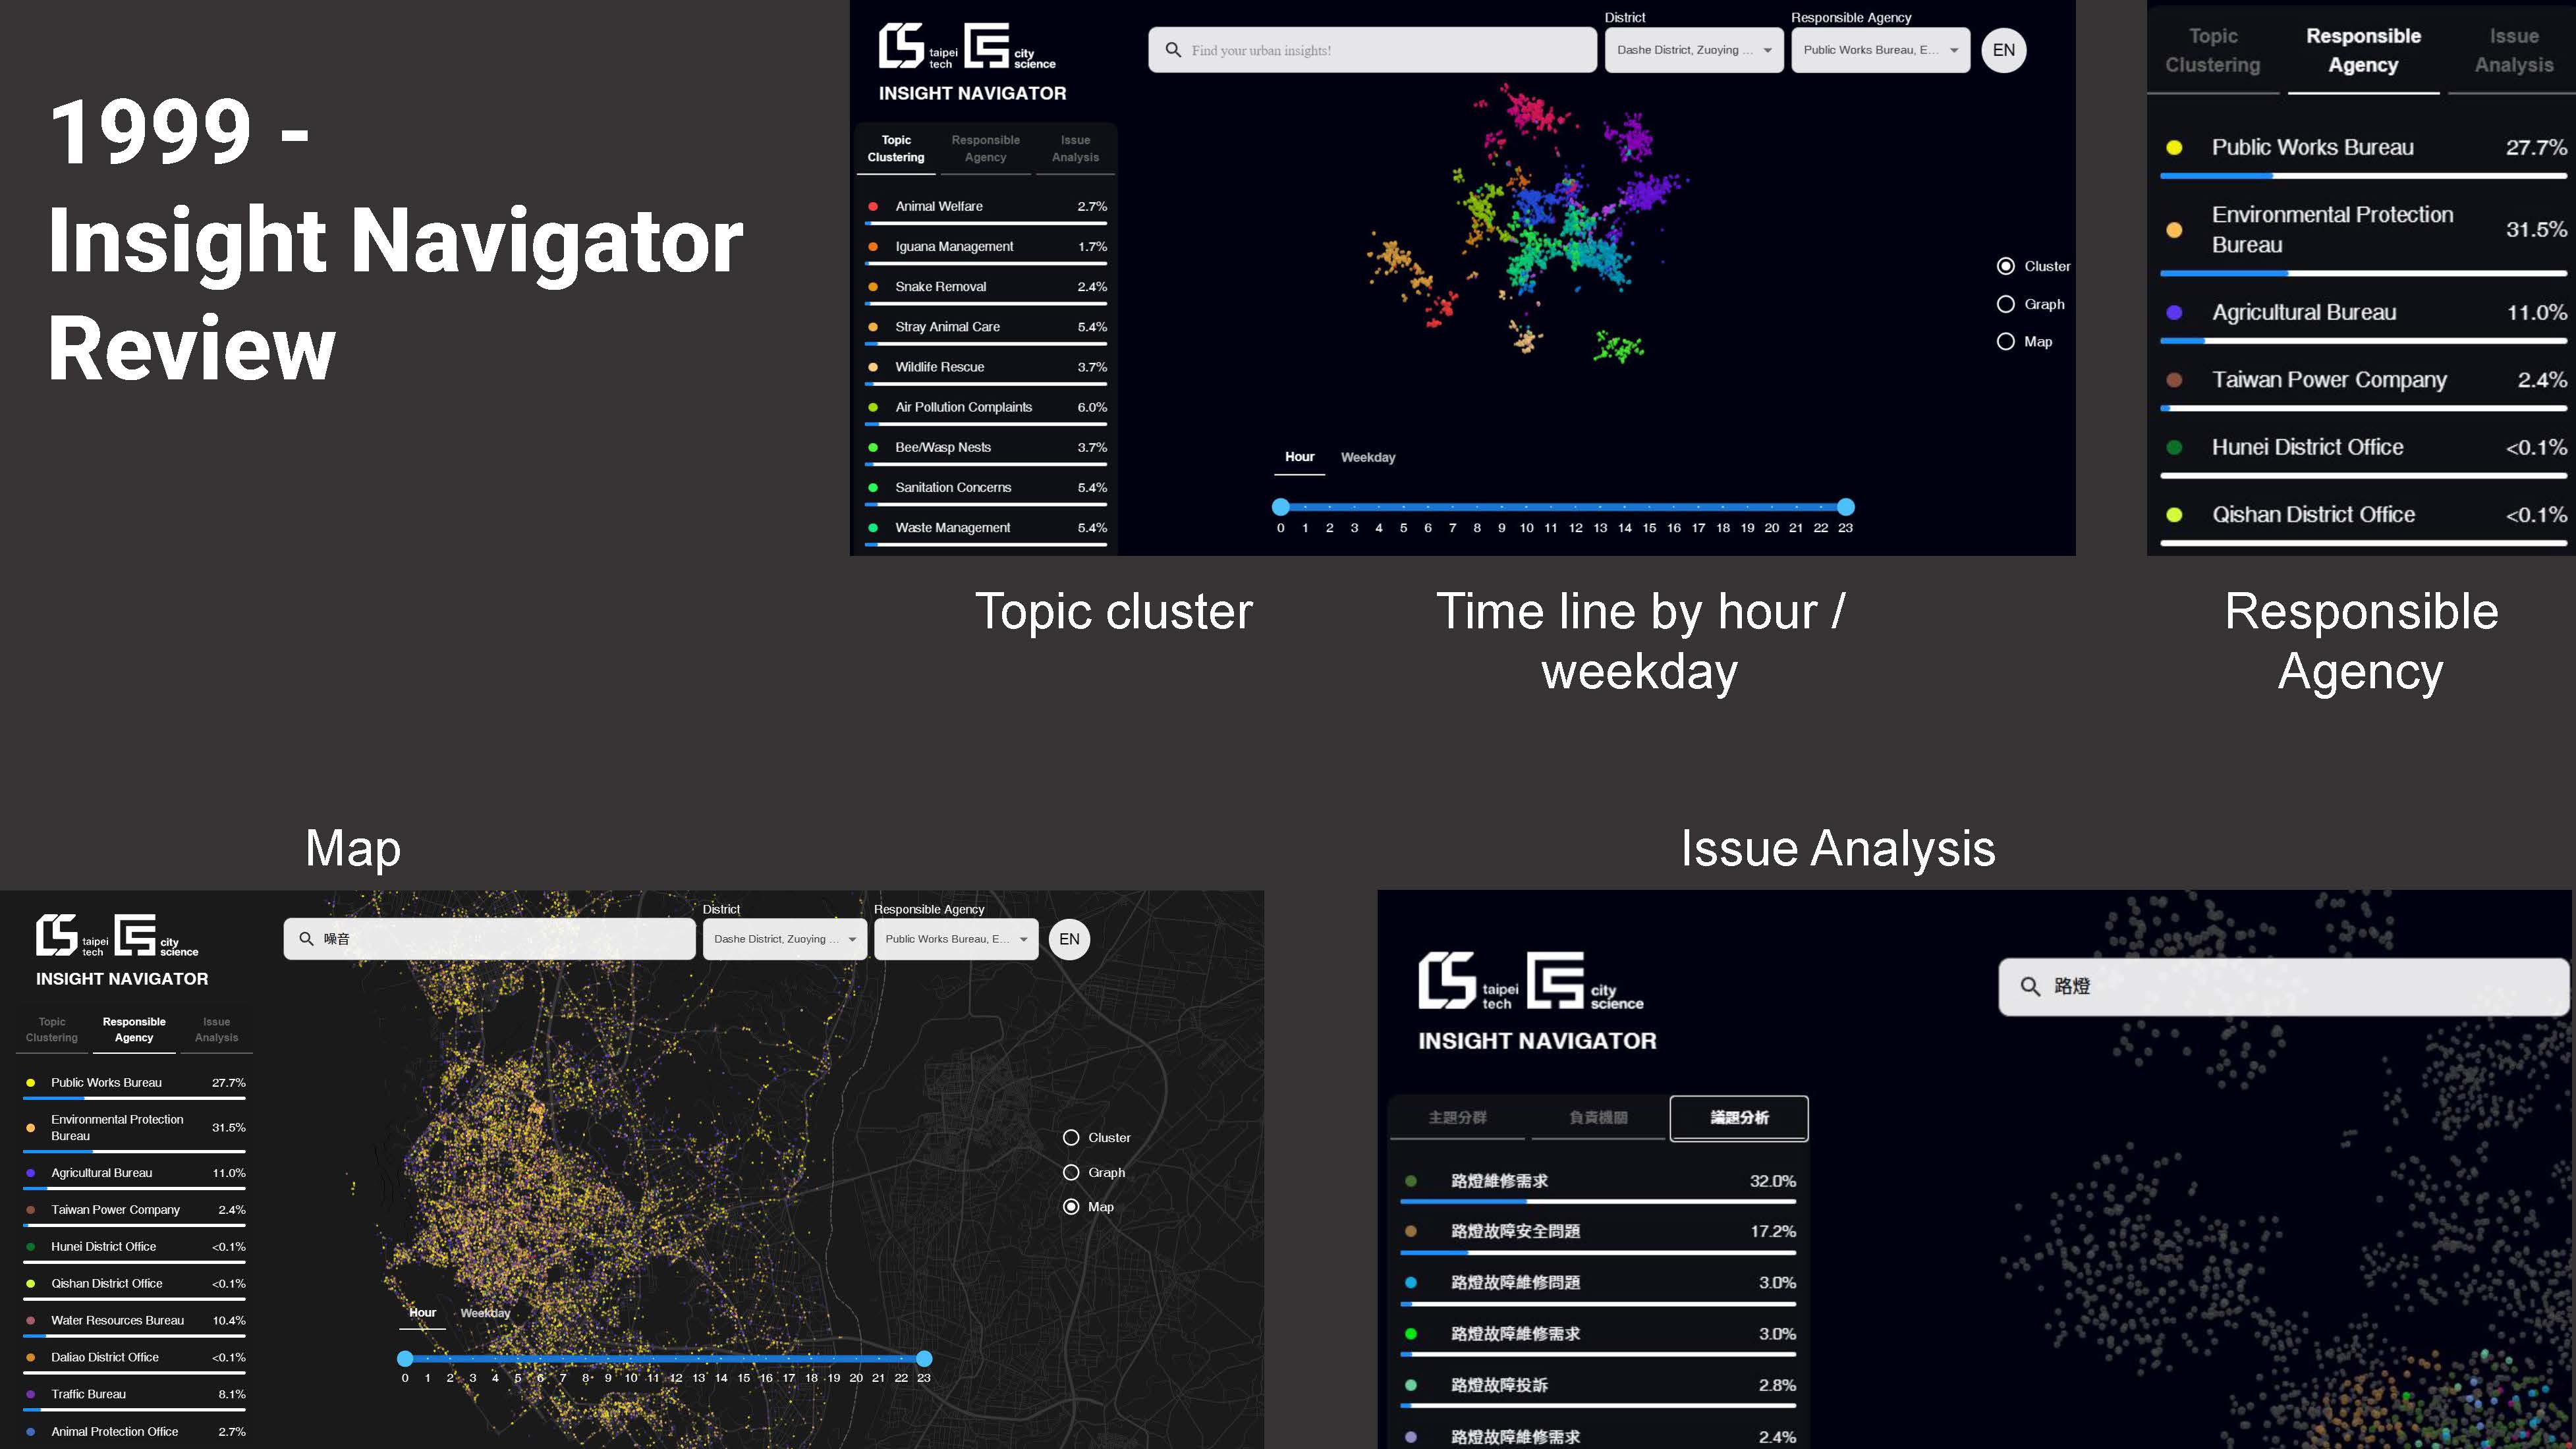 1999 -
Insight Navigator
Review
taipei
tech
city
science
INSIGHT NAVIGATOR
Find your urban insights!
District
Dashe District, Zuoying ...
Responsible Agency
Public Works Bureau, E...
EN
Topic
Clustering
Responsible
Agency
Issue
Analysis
Animal Welfare 2.7%
Iguana Management 1.7%
Snake Removal 2.4%
Stray Animal Care 5.4%
Wildlife Rescue 3.7%
Air Pollution Complaints 6.0%
Bee/Wasp Nests 3.7%
Sanitation Concerns 5.4%
Waste Management 5.4%
Cluster
Graph
Map
Hour Weekday
0 1 2 3 4 5 6 7 8 9 10 11 12 13 14 15 16 17 18 19 20 21 22 23
Topic
Clustering
Responsible
Agency
Issue
Analysis
Public Works Bureau 27.7%
Environmental Protection
Bureau 31.5%
Agricultural Bureau 11.0%
Taiwan Power Company 2.4%
Hunei District Office <0.1%
Qishan District Office <0.1%
Topic cluster
Time line by hour /
weekday
Responsible
Agency
Map
taipei
tech
city
science
INSIGHT NAVIGATOR
噪音
District
Dashe District, Zuoying ...
Responsible Agency
Public Works Bureau, E...
EN
Topic
Clustering
Responsible
Agency
Issue
Analysis
Public Works Bureau 27.7%
Environmental Protection
Bureau 31.5%
Agricultural Bureau 11.0%
Taiwan Power Company 2.4%
Hunei District Office <0.1%
Qishan District Office <0.1%
Water Resources Bureau 10.4%
Daliao District Office <0.1%
Traffic Bureau 8.1%
Animal Protection Office 2.7%
Cluster
Graph
Map
Hour Weekday
0 1 2 3 4 5 6 7 8 9 10 11 12 13 14 15 16 17 18 19 20 21 22 23
Issue Analysis
taipei
tech
city
science
INSIGHT NAVIGATOR
路燈
主題分群 負責機關 議題分析
路燈維修需求 32.0%
路燈故障安全問題 17.2%
路燈故障維修問題 3.0%
路燈故障維修需求 3.0%
路燈故障投訴 2.8%
路燈故障維修需求 2.4%